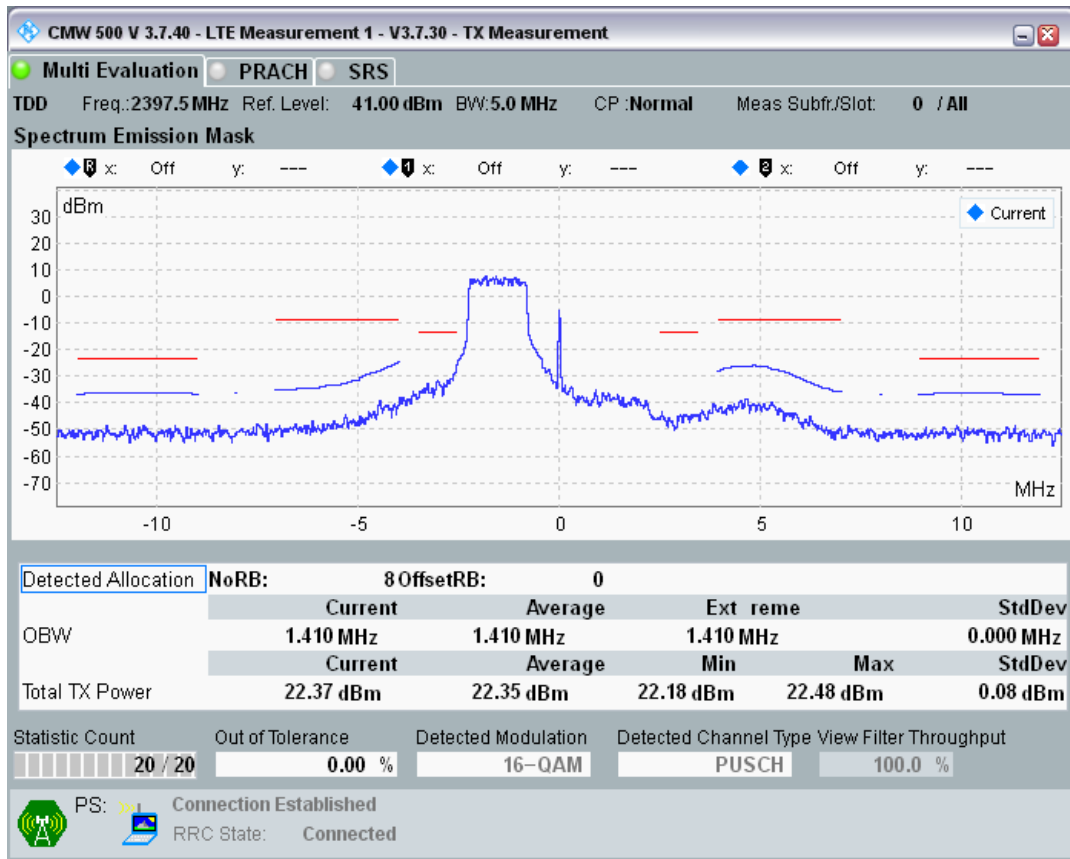 CMW 500 V 3.7.40 - LTE Measurement 1 - V3.7.30 - TX Measurement
Multi Evaluation PRACH SRS
TDD Freq.:2397.5 MHz Ref. Level: 41.00 dBm BW:5.0 MHz CP :Normal Meas Subfr./Slot: 0 / All
Spectrum Emission Mask
R x: Off y: --- 1 x: Off y: --- 2 x: Off y: ---
dBm
Current
30
20
10
0
-10
-20
-30
-40
-50
-60
-70
MHz
-10 -5 0 5 10
Detected Allocation NoRB: 8 OffsetRB: 0
Current Average Ext reme StdDev
OBW 1.410 MHz 1.410 MHz 1.410 MHz 0.000 MHz
Current Average Min Max StdDev
Total TX Power 22.37 dBm 22.35 dBm 22.18 dBm 22.48 dBm 0.08 dBm
Statistic Count Out of Tolerance Detected Modulation Detected Channel Type View Filter Throughput
20 / 20 0.00 % 16-QAM PUSCH 100.0 %
PS: Connection Established
RRC State: Connected